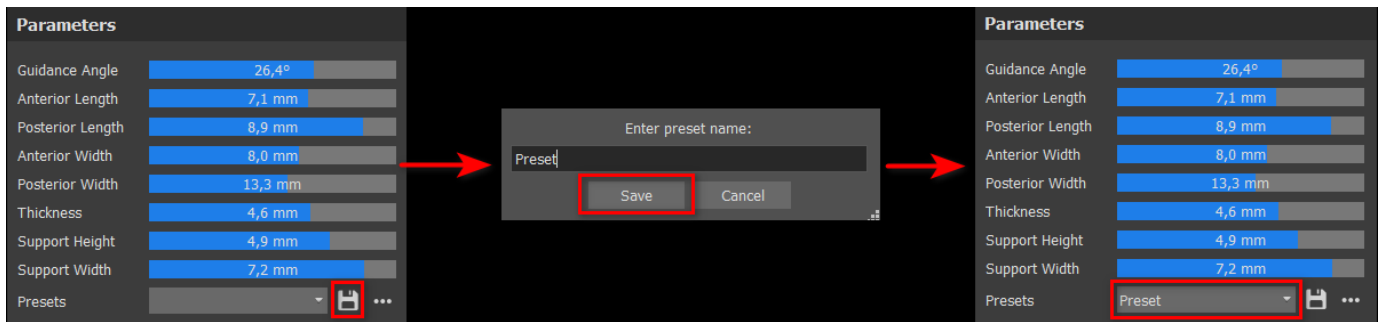 Parameters
Guidance Angle 26,4º
Anterior Length 7,1 mm
Posterior Length 8,9 mm
Anterior Width 8,0 mm
Posterior Width 13,3 mm
Thickness 4,6 mm
Support Height 4,9 mm
Support Width 7,2 mm
Presets
Enter preset name:
Preset
Save Cancel
Parameters
Guidance Angle 26,4º
Anterior Length 7,1 mm
Posterior Length 8,9 mm
Anterior Width 8,0 mm
Posterior Width 13,3 mm
Thickness 4,6 mm
Support Height 4,9 mm
Support Width 7,2 mm
Presets Preset